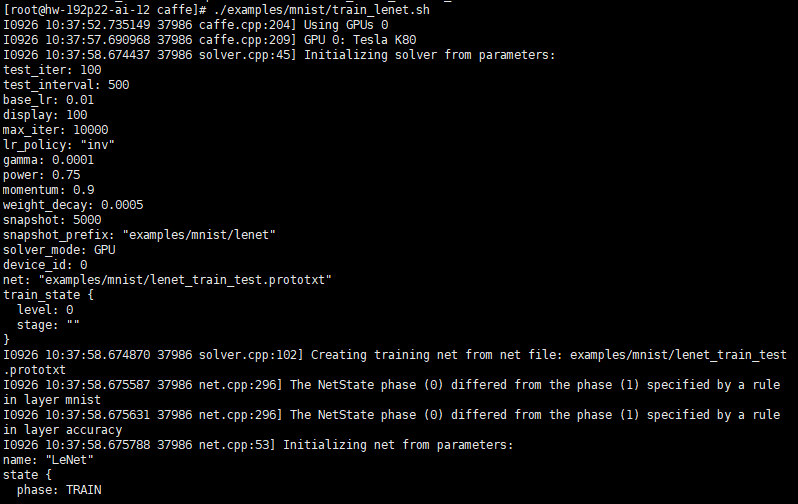 [root@hw-192p22-ai-12 caffe]# ./examples/mnist/train_lenet.sh
I0926 10:37:52.735149 37986 caffe.cpp:204] Using GPUs 0
I0926 10:37:57.690968 37986 caffe.cpp:209] GPU 0: Tesla K80
I0926 10:37:58.674437 37986 solver.cpp:45] Initializing solver from parameters:
test_iter: 100
test_interval: 500
base_lr: 0.01
display: 100
max_iter: 10000
lr_policy: "inv"
gamma: 0.0001
power: 0.75
momentum: 0.9
weight_decay: 0.0005
snapshot: 5000
snapshot_prefix: "examples/mnist/lenet"
solver_mode: GPU
device_id: 0
net: "examples/mnist/lenet_train_test.prototxt"
train_state {
  level: 0
  stage: ""
}
I0926 10:37:58.674870 37986 solver.cpp:102] Creating training net from net file: examples/mnist/lenet_train_test
.prototxt
I0926 10:37:58.675587 37986 net.cpp:296] The NetState phase (0) differed from the phase (1) specified by a rule
in layer mnist
I0926 10:37:58.675631 37986 net.cpp:296] The NetState phase (0) differed from the phase (1) specified by a rule
in layer accuracy
I0926 10:37:58.675788 37986 net.cpp:53] Initializing net from parameters:
name: "LeNet"
state {
  phase: TRAIN